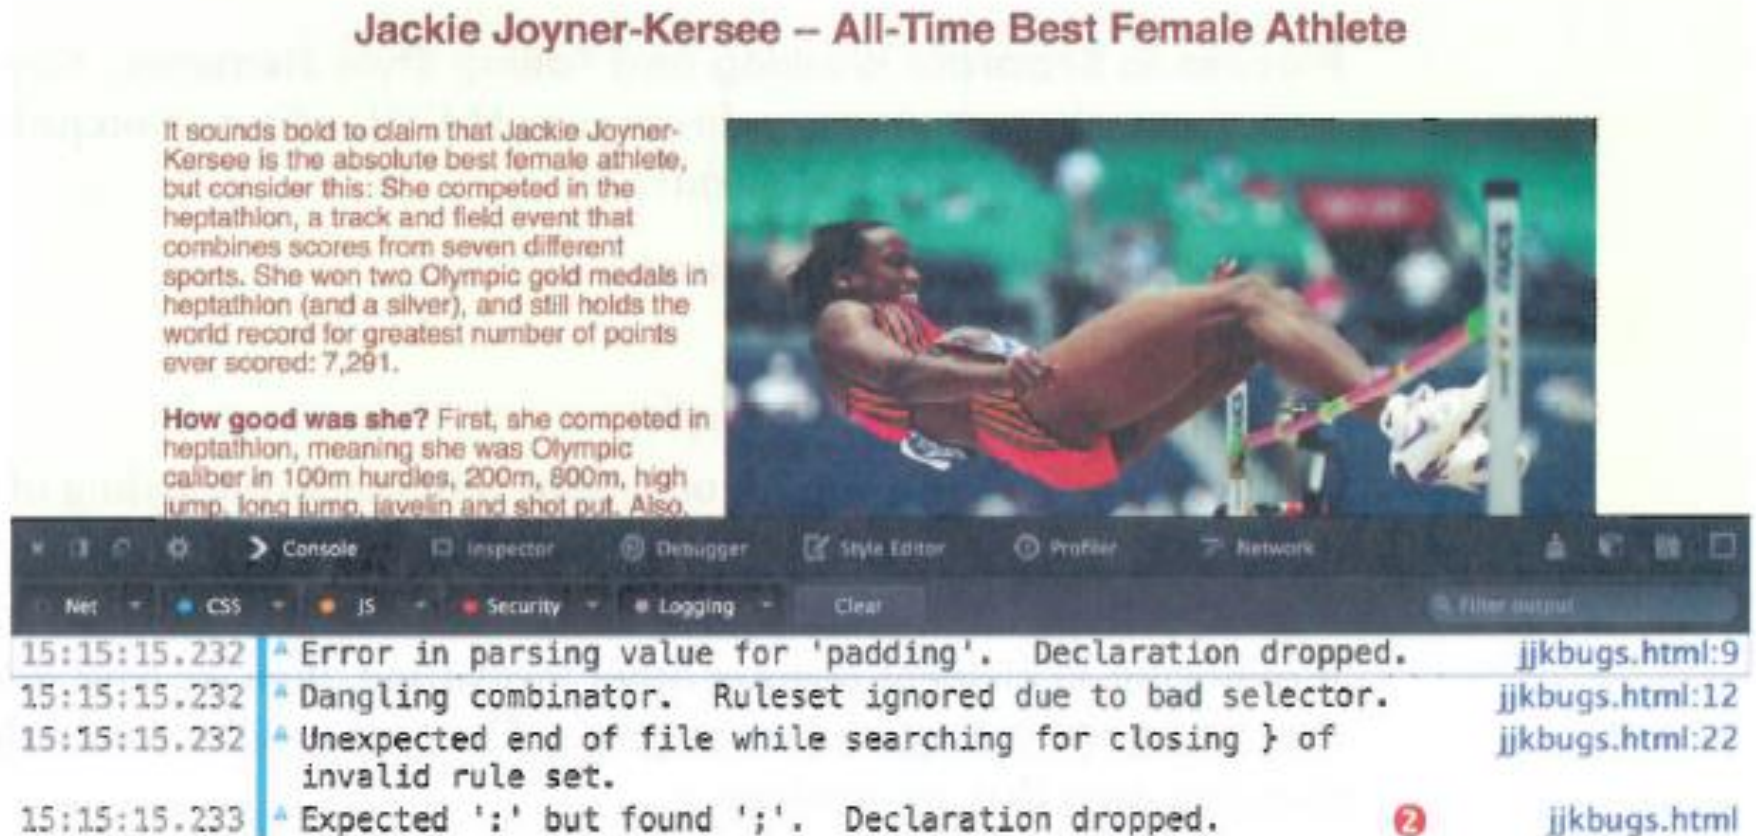 Jackie Joyner-Kersee – All-Time Best Female Athlete
It sounds bold to claim that Jackie Joyner-
Kersee is the absolute best female athlete,
but consider this: She competed in the
heptathlon, a track and field event that
combines scores from seven different
sports. She won two Olympic gold medals in
heptathlon (and a silver), and still holds the
world record for greatest number of points
ever scored: 7,291.
How good was she? First, she competed in
heptathlon, meaning she was Olympic
caliber in 100m hurdles, 200m, 800m, high
jump, long jump, javelin and shot put. Also,
Console Inspector Debugger Style Editor Profiler Network
Net CSS JS Security Logging Clear Filter output
15:15:15.232 Error in parsing value for 'padding'. Declaration dropped. jjkbugs.html:9
15:15:15.232 Dangling combinator. Ruleset ignored due to bad selector. jjkbugs.html:12
15:15:15.232 Unexpected end of file while searching for closing } of jjkbugs.html:22
invalid rule set.
15:15:15.233 Expected ':' but found ';'. Declaration dropped. 2 jjkbugs.html